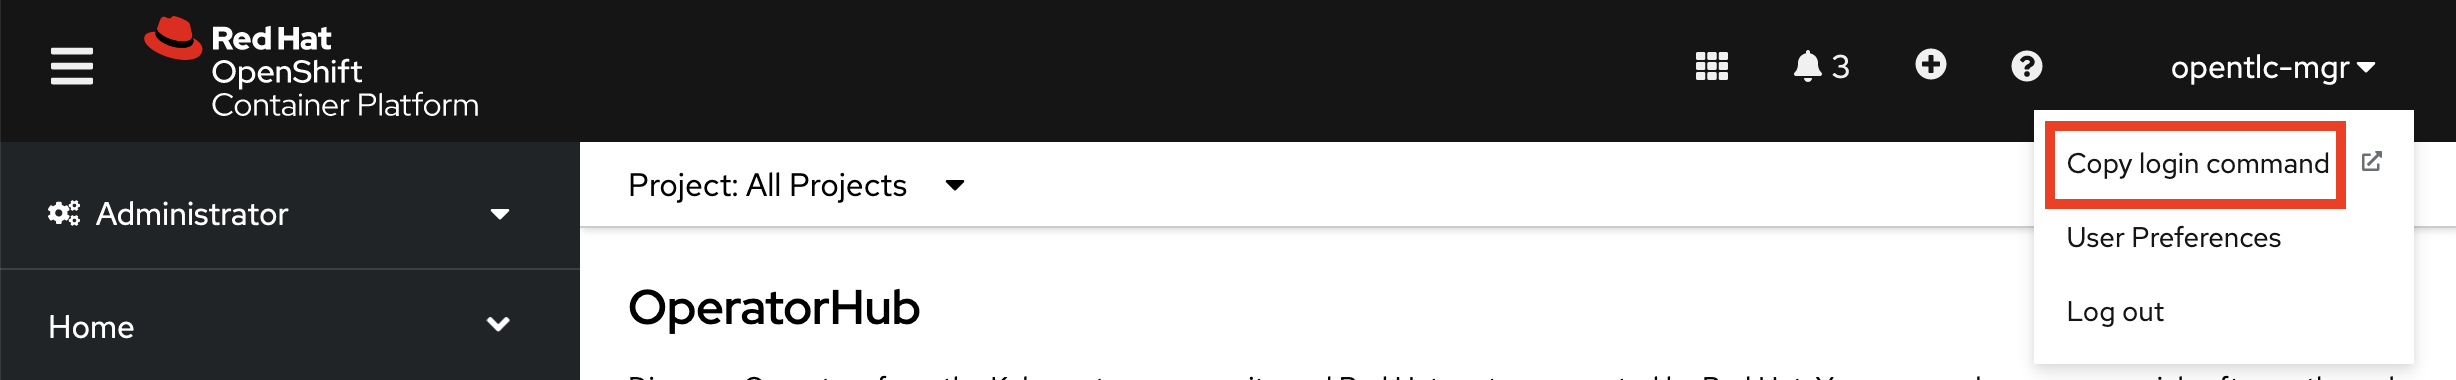 Red Hat
OpenShift
Container Platform
3
opentlc-mgr
Copy login command
User Preferences
Log out
Administrator
Home
Project: All Projects
OperatorHub